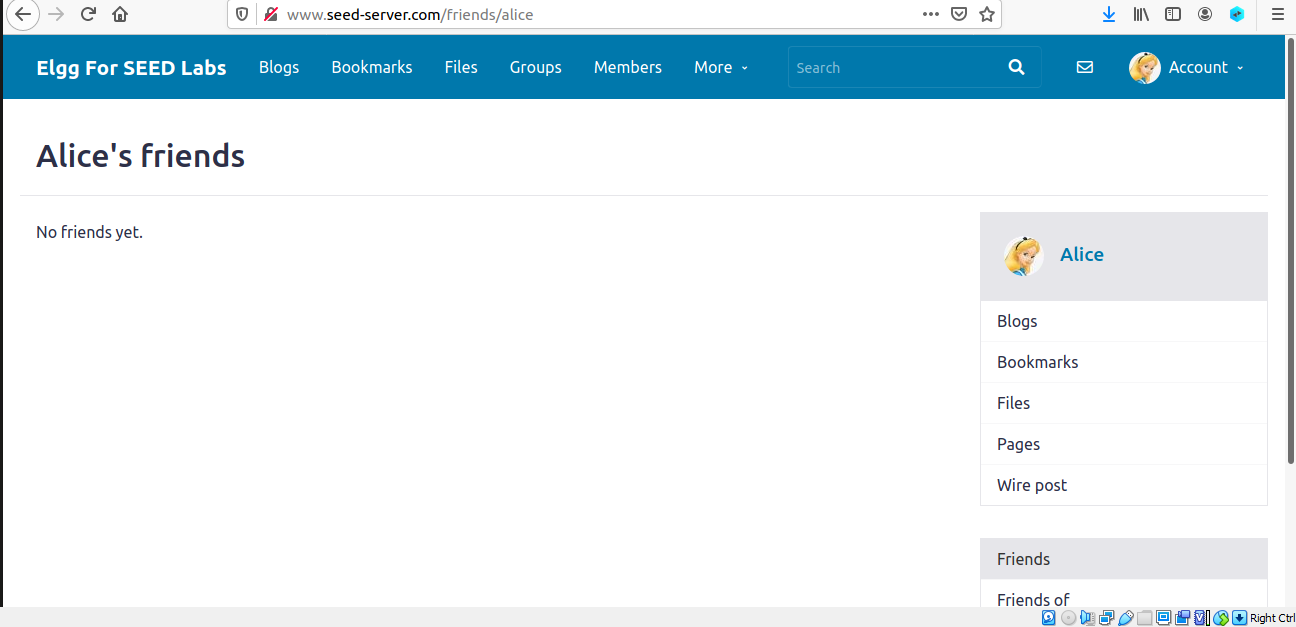 www.seed-server.com/friends/alice
Elgg For SEED Labs Blogs Bookmarks Files Groups Members More Search Account
Alice's friends
No friends yet.
Alice
Blogs
Bookmarks
Files
Pages
Wire post
Friends
Friends of
Right Ctrl